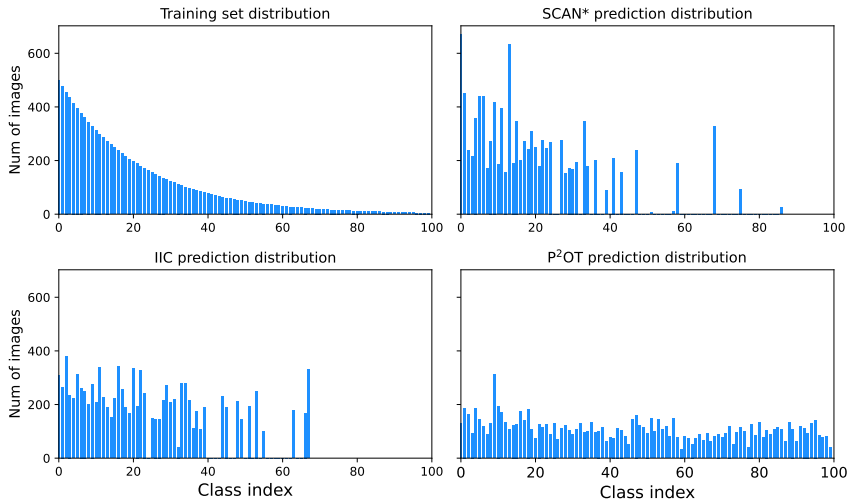 Training set distribution
SCAN* prediction distribution
Num of images
600
400
200
0
0 20 40 60 80 100
0 20 40 60 80 100
IIC prediction distribution
P²OT prediction distribution
Num of images
600
400
200
0
0 20 40 60 80 100
0 20 40 60 80 100
Class index
Class index